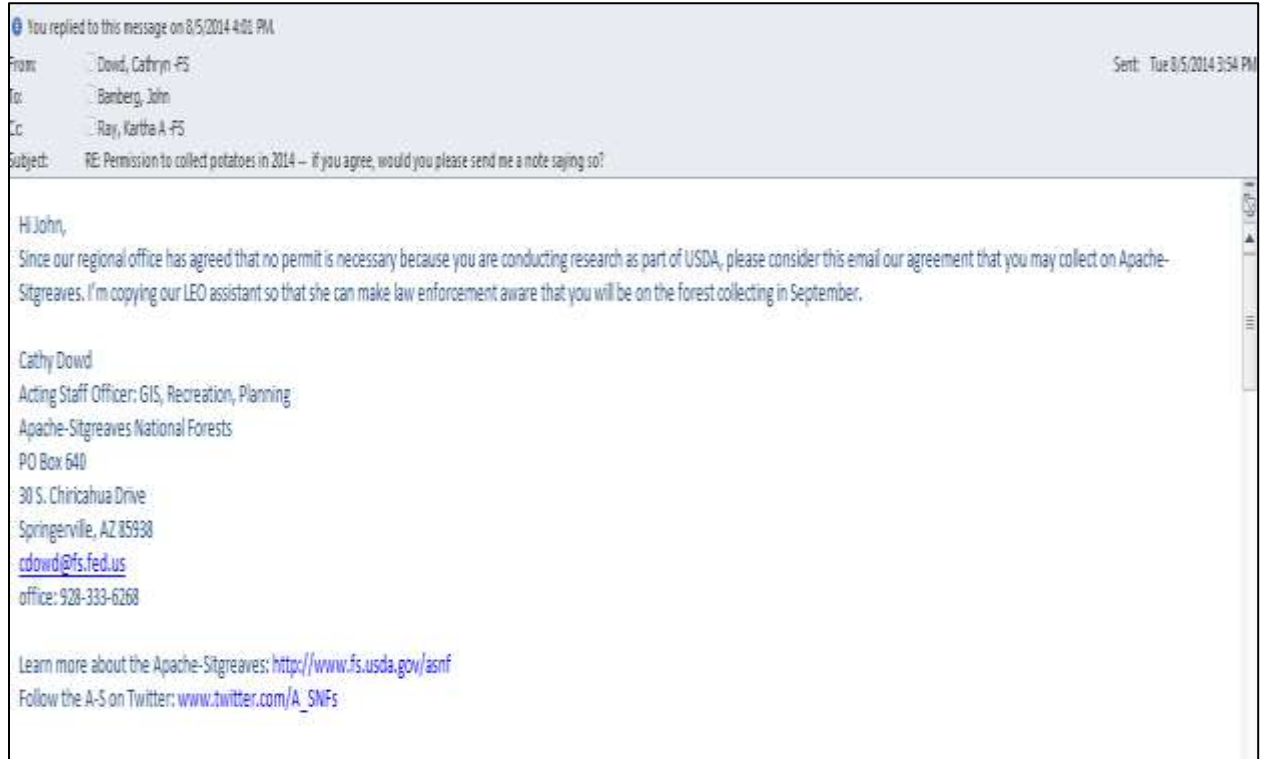 You replied to this message on 8/5/2014 4:01 PM.
From: Dowd, Cathryn -FS Sent: Tue 8/5/2014 3:54 PM
To: Bamberg, John
Cc: Ray, Kartha A -FS
Subject: RE: Permission to collect potatoes in 2014 -- if you agree, would you please send me a note saying so?
Hi John,
Since our regional office has agreed that no permit is necessary because you are conducting research as part of USDA, please consider this email our agreement that you may collect on Apache-
Sitgreaves. I'm copying our LEO assistant so that she can make law enforcement aware that you will be on the forest collecting in September.
Cathy Dowd
Acting Staff Officer: GIS, Recreation, Planning
Apache-Sitgreaves National Forests
PO Box 640
30 S. Chiricahua Drive
Springerville, AZ 85938
cdowd@fs.fed.us
office: 928-333-6268
Learn more about the Apache-Sitgreaves: http://www.fs.usda.gov/asnf
Follow the A-S on Twitter: www.twitter.com/A_SNFs